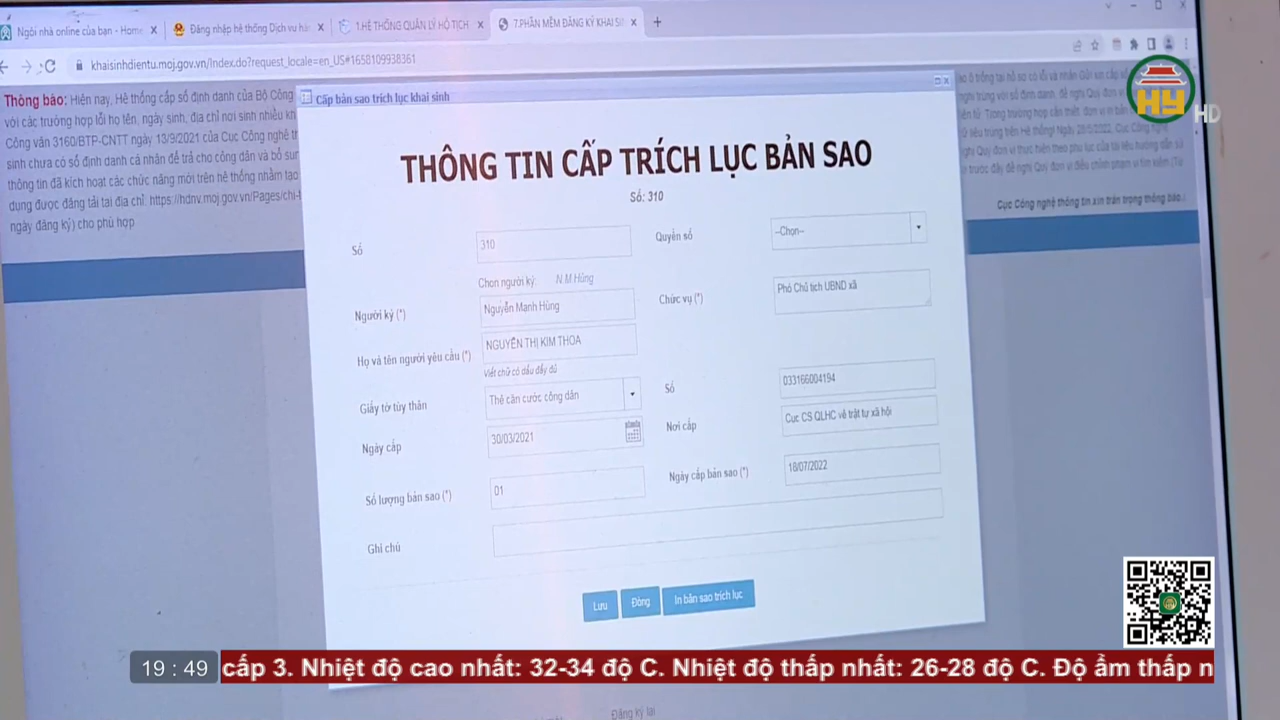 Ngôi nhà online của bạn - Home
Đăng nhập hệ thống Dịch vụ hàn
1.HỆ THỐNG QUẢN LÝ HỘ TỊCH
7.PHẦN MỀM ĐĂNG KÝ KHAI SIN
khaisinhdientu.moj.gov.vn/Index.do?request_locale=en_US#1658109938361
Thông báo: Hiện nay, Hệ thống cấp số định danh của Bộ Công
với các trường hợp lỗi họ tên, ngày sinh, địa chỉ nơi sinh nhiều
Công văn 3160/BTP-CNTT ngày 13/9/2021 của Cục Công nghệ
sinh chưa có số định danh cá nhân để trả cho công dân và bổ sun
thông tin đã kích hoạt các chức năng mới trên hệ thống nhằm tạo
dụng được đăng tải tại địa chỉ: https://hdnv.moj.gov.vn/Pages/chi-t
ngày đăng ký) cho phù hợp
Cục Công nghệ thông tin xin trân trọng thông báo.
HY HD
Cấp bản sao trích lục khai sinh
THÔNG TIN CẤP TRÍCH LỤC BẢN SAO
Số: 310
Số 310 Quyển số --Chọn--
Chọn người ký: N M Hùng
Người ký (*) Nguyễn Mạnh Hùng Chức vụ (*) Phó Chủ tịch UBND xã
Họ và tên người yêu cầu (*) NGUYỄN THỊ KIM THOA
Viết chữ có dấu đầy đủ
Giấy tờ tùy thân Thẻ căn cước công dân Số 033166004194
Ngày cấp 30/03/2021 Nơi cấp Cục CS QLHC về trật tự xã hội
Số lượng bản sao (*) 01 Ngày cấp bản sao (*) 18/07/2022
Ghi chú
Lưu Đóng In bản sao trích lục
19 : 49 cấp 3. Nhiệt độ cao nhất: 32-34 độ C. Nhiệt độ thấp nhất: 26-28 độ C. Độ ẩm thấp n
Đăng ký lại